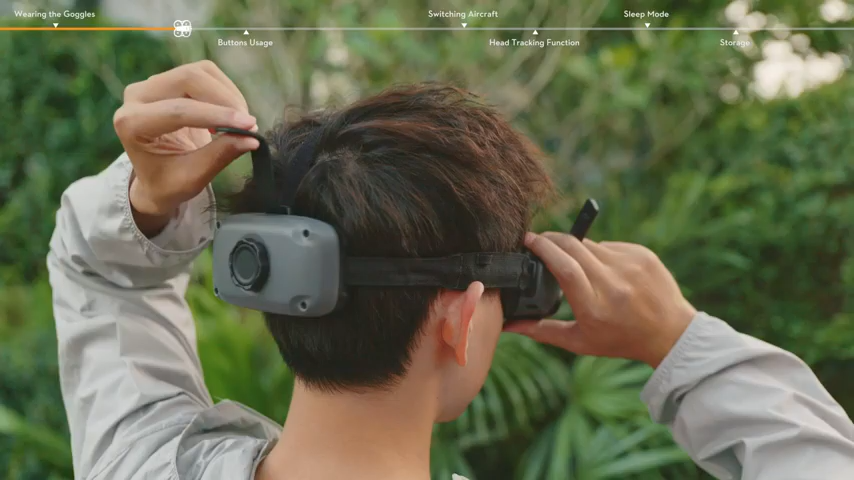 Wearing the Goggles
Switching Aircraft
Sleep Mode
Buttons Usage
Head Tracking Function
Storage